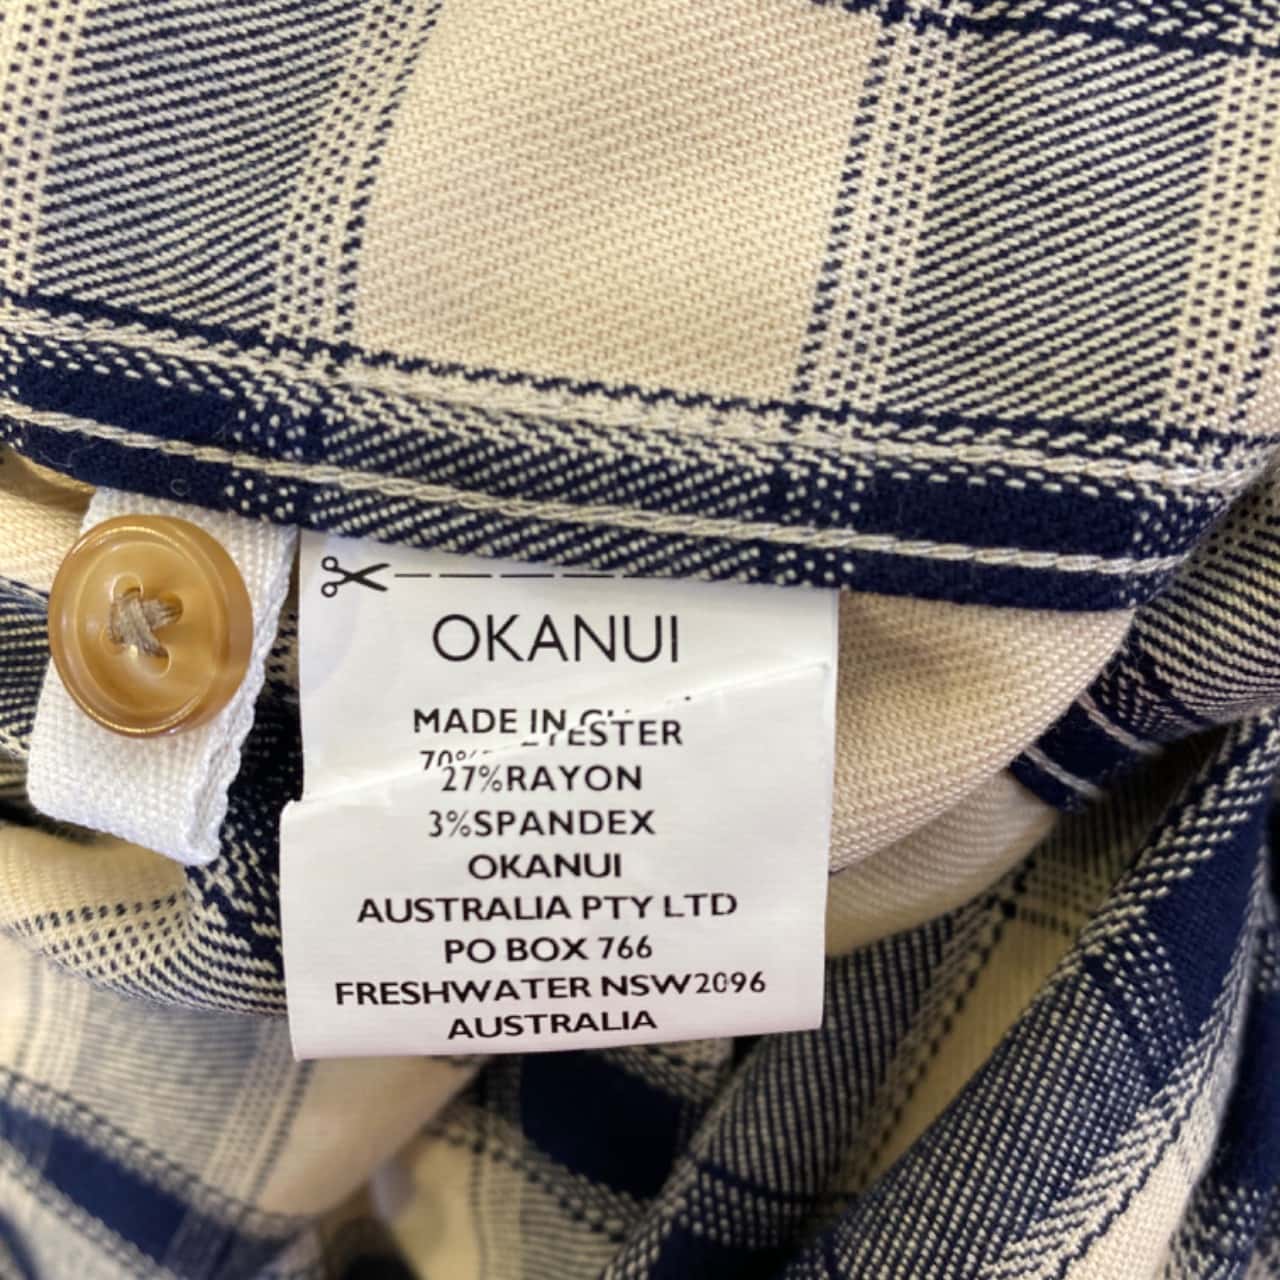 OKANUI
MADE IN
27%RAYON
3%SPANDEX
OKANUI
AUSTRALIA PTY LTD
PO BOX 766
FRESHWATER NSW2096
AUSTRALIA